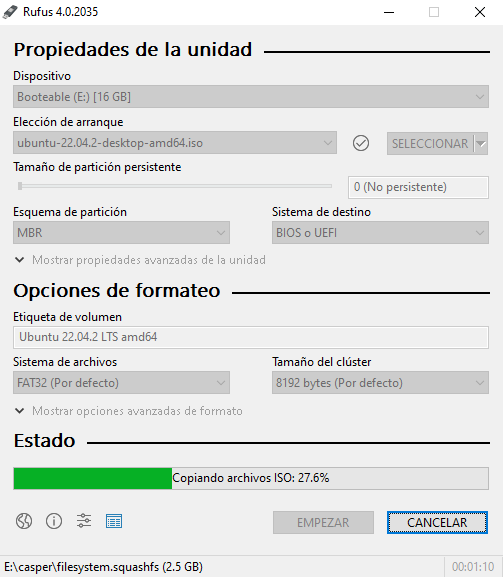 Rufus 4.0.2035
Propiedades de la unidad
Dispositivo
Booteable (E:) [16 GB]
Elección de arranque
ubuntu-22.04.2-desktop-amd64.iso
SELECCIONAR
Tamaño de partición persistente
0 (No persistente)
Esquema de partición
Sistema de destino
MBR
BIOS o UEFI
Mostrar propiedades avanzadas de la unidad
Opciones de formateo
Etiqueta de volumen
Ubuntu 22.04.2 LTS amd64
Sistema de archivos
Tamaño del clúster
FAT32 (Por defecto)
8192 bytes (Por defecto)
Mostrar opciones avanzadas de formato
Estado
Copiando archivos ISO: 27.6%
EMPEZAR
CANCELAR
E:\casper\filesystem.squashfs (2.5 GB)
00:01:10